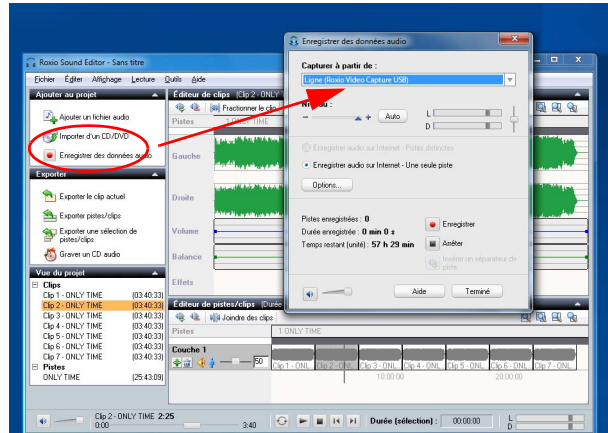 Roxio Sound Editor - Sans titre
Fichier Éditer Affichage Lecture Outils Aide
Ajouter au projet
Ajouter un fichier audio
Importer d'un CD/DVD
Enregistrer des données audio
Exporter
Exporter le clip actuel
Exporter pistes/clips
Exporter une sélection de
pistes/clips
Graver un CD audio
Vue du projet
Clips
Clip 1 - ONLY TIME (03:40:33)
Clip 2 - ONLY TIME (03:40:33)
Clip 3 - ONLY TIME (03:40:33)
Clip 4 - ONLY TIME (03:40:33)
Clip 5 - ONLY TIME (03:40:33)
Clip 6 - ONLY TIME (03:40:33)
Clip 7 - ONLY TIME (03:40:33)
Pistes
ONLY TIME (25:43:09)
Éditeur de clips (Clip 2 - ONLY
Fractionner le clip
Pistes 1 ONLY TIME
Gauche
Droite
Volume
Balance
Effets
Enregistrer des données audio
Capturer à partir de :
Ligne (Roxio Video Capture USB)
Niveau :
- + Auto L
D
Enregistrer audio sur Internet - Pistes distinctes
Enregistrer audio sur Internet - Une seule piste
Options...
Pistes enregistrées : 0
Durée enregistrée : 0 min 0 s
Temps restant (unité) : 57 h 29 min
Enregistrer
Arrêter
Insérer un séparateur de
piste
Aide Terminé
Éditeur de pistes/clips (Durée
Joindre des clips
Pistes 1 ONLY TIME
Couche 1
50
Clip 1 - ONL... Clip 2 - ONL... Clip 3 - ONL... Clip 4 - ONL... Clip 5 - ONL... Clip 6 - ONL... Clip 7 - ONL...
10:00:00 20:00:00
Clip 2 - ONLY TIME 2:25
0:00 3:40
Durée (sélection) : 00:00:00 L
D